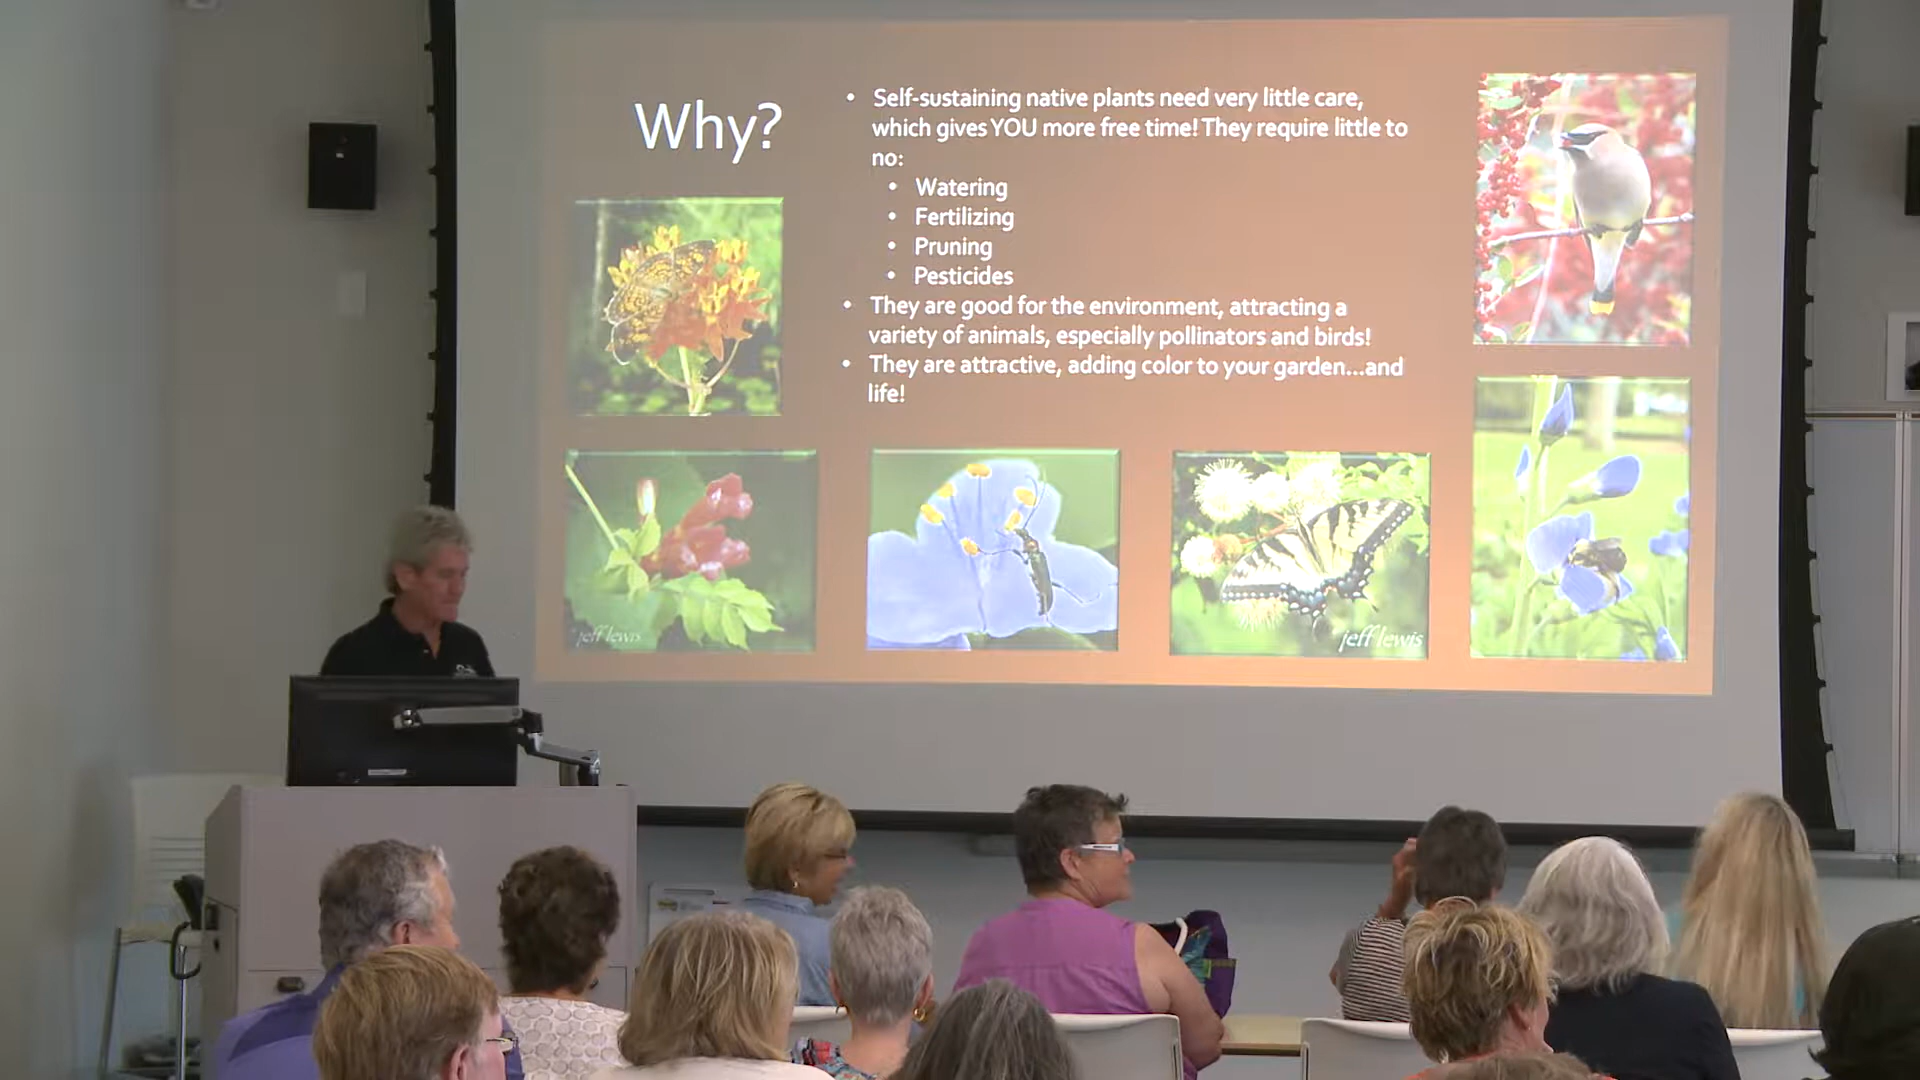 Why?
• Self-sustaining native plants need very little care,
which gives YOU more free time! They require little to
no:
• Watering
• Fertilizing
• Pruning
• Pesticides
• They are good for the environment, attracting a
variety of animals, especially pollinators and birds!
• They are attractive, adding color to your garden...and
life!
jeff lewis
jeff lewis